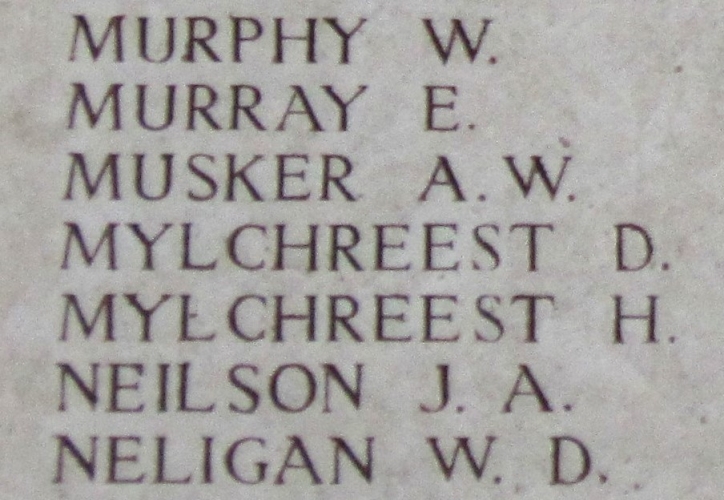 MURPHY W.
MURRAY E.
MUSKER A. W.
MYLCHREEST D.
MYLCHREEST H.
NEILSON J. A.
NELIGAN W. D.